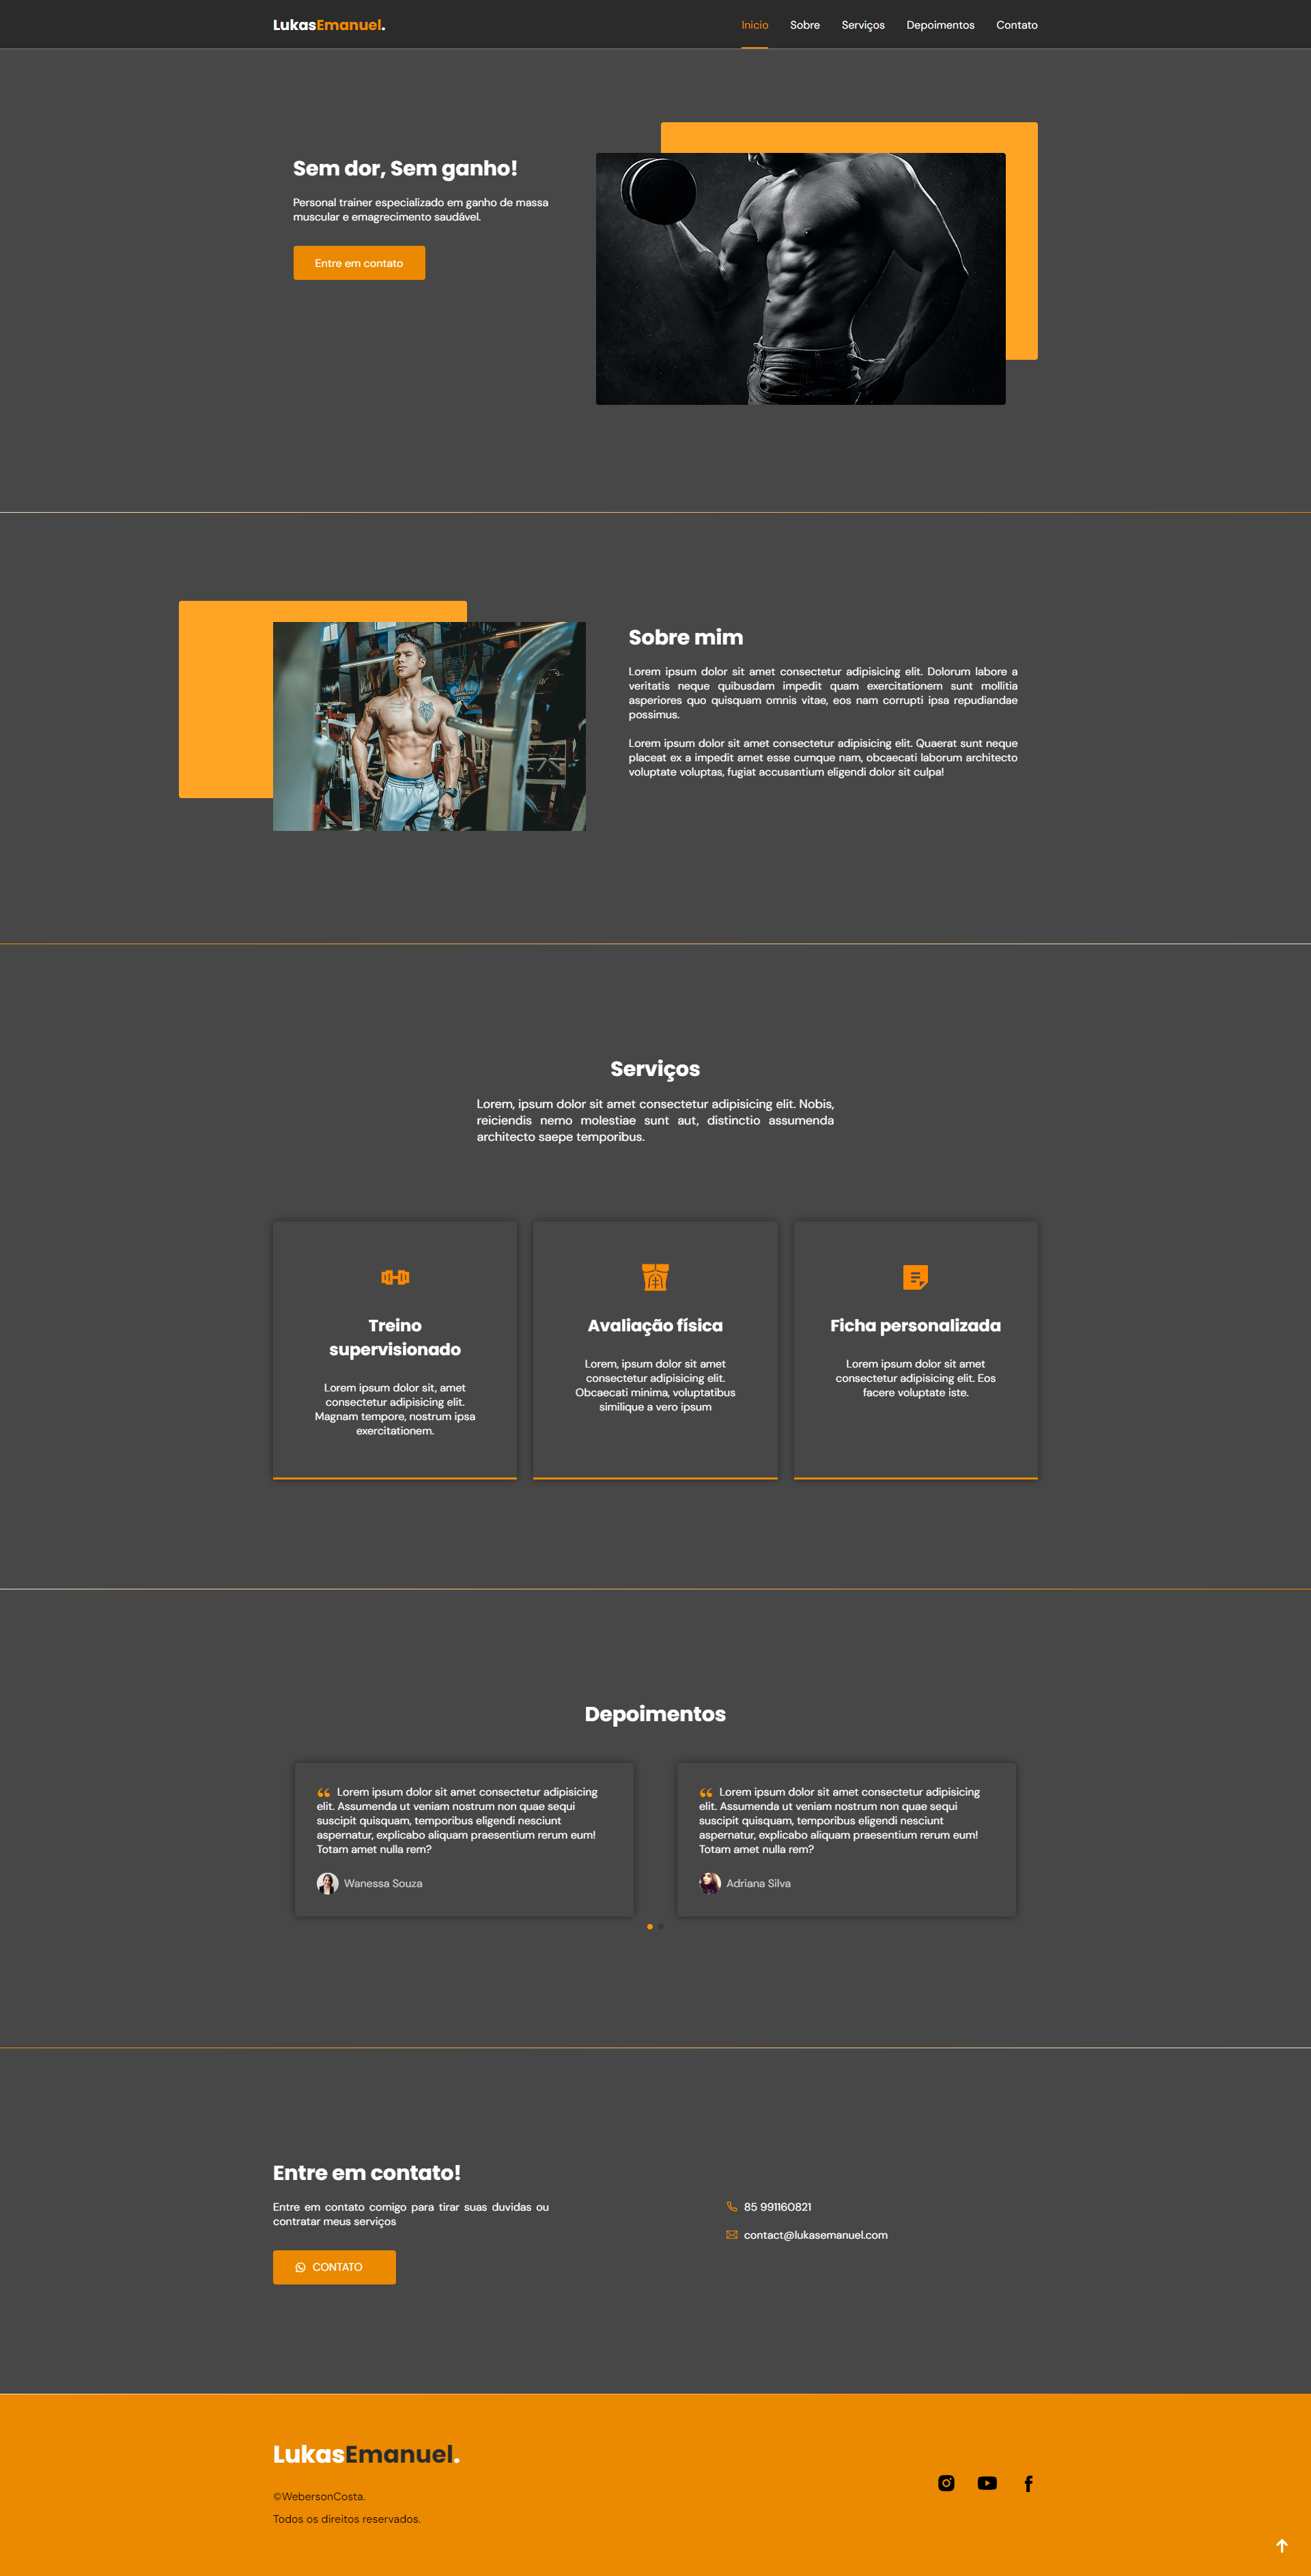 LukasEmanuel.
Inicio Sobre Serviços Depoimentos Contato
Sem dor, Sem ganho!
Personal trainer especializado em ganho de massa
muscular e emagrecimento saudável.
Entre em contato
Sobre mim
Lorem ipsum dolor sit amet consectetur adipisicing elit. Dolorum labore a
veritatis neque quibusdam impedit quam exercitationem sunt mollitia
asperiores quo quisquam omnis vitae, eos nam corrupti ipsa repudiandae
possimus.
Lorem ipsum dolor sit amet consectetur adipisicing elit. Quaerat sunt neque
placeat ex a impedit amet esse cumque nam, obcaecati laborum architecto
voluptate voluptas, fugiat accusantium eligendi dolor sit culpa!
Serviços
Lorem, ipsum dolor sit amet consectetur adipisicing elit. Nobis,
reiciendis nemo molestiae sunt aut, distinctio assumenda
architecto saepe temporibus.
Treino
supervisionado
Lorem ipsum dolor sit, amet
consectetur adipisicing elit.
Magnam tempore, nostrum ipsa
exercitationem.
Avaliação física
Lorem, ipsum dolor sit amet
consectetur adipisicing elit.
Obcaecati minima, voluptatibus
similique a vero ipsum
Ficha personalizada
Lorem ipsum dolor sit amet
consectetur adipisicing elit. Eos
facere voluptate iste.
Depoimentos
Lorem ipsum dolor sit amet consectetur adipisicing
elit. Assumenda ut veniam nostrum non quae sequi
suscipit quisquam, temporibus eligendi nesciunt
aspernatur, explicabo aliquam praesentium rerum eum!
Totam amet nulla rem?
Wanessa Souza
Lorem ipsum dolor sit amet consectetur adipisicing
elit. Assumenda ut veniam nostrum non quae sequi
suscipit quisquam, temporibus eligendi nesciunt
aspernatur, explicabo aliquam praesentium rerum eum!
Totam amet nulla rem?
Adriana Silva
Entre em contato!
Entre em contato comigo para tirar suas duvidas ou
contratar meus serviços
CONTATO
85 991160821
contact@lukasemanuel.com
LukasEmanuel.
©WebersonCosta.
Todos os direitos reservados.